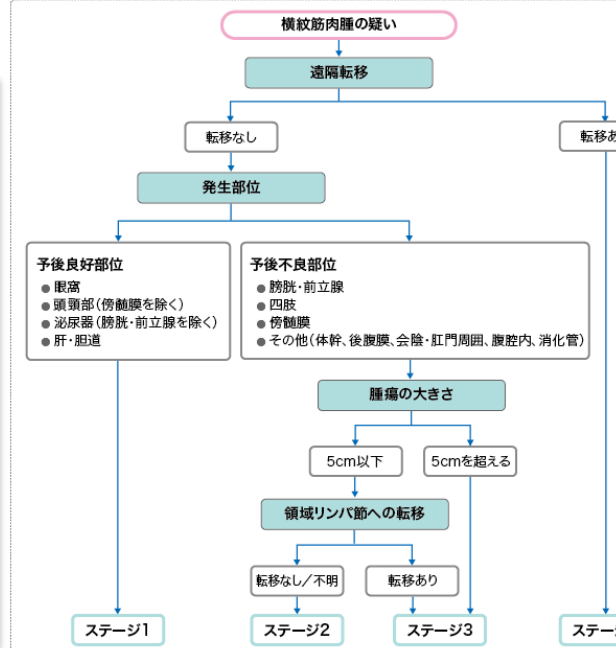 横紋筋肉腫の疑い
遠隔転移
転移なし
転移あ
発生部位
予後良好部位
● 眼窩
● 頭頸部(傍髄膜を除く)
● 泌尿器(膀胱・前立腺を除く)
● 肝・胆道
予後不良部位
● 膀胱・前立腺
● 四肢
● 傍髄膜
● その他(体幹、後腹膜、会陰・肛門周囲、腹腔内、消化管)
腫瘍の大きさ
5cm以下
5cmを超える
領域リンパ節への転移
転移なし/不明
転移あり
ステージ1
ステージ2
ステージ3
ステー